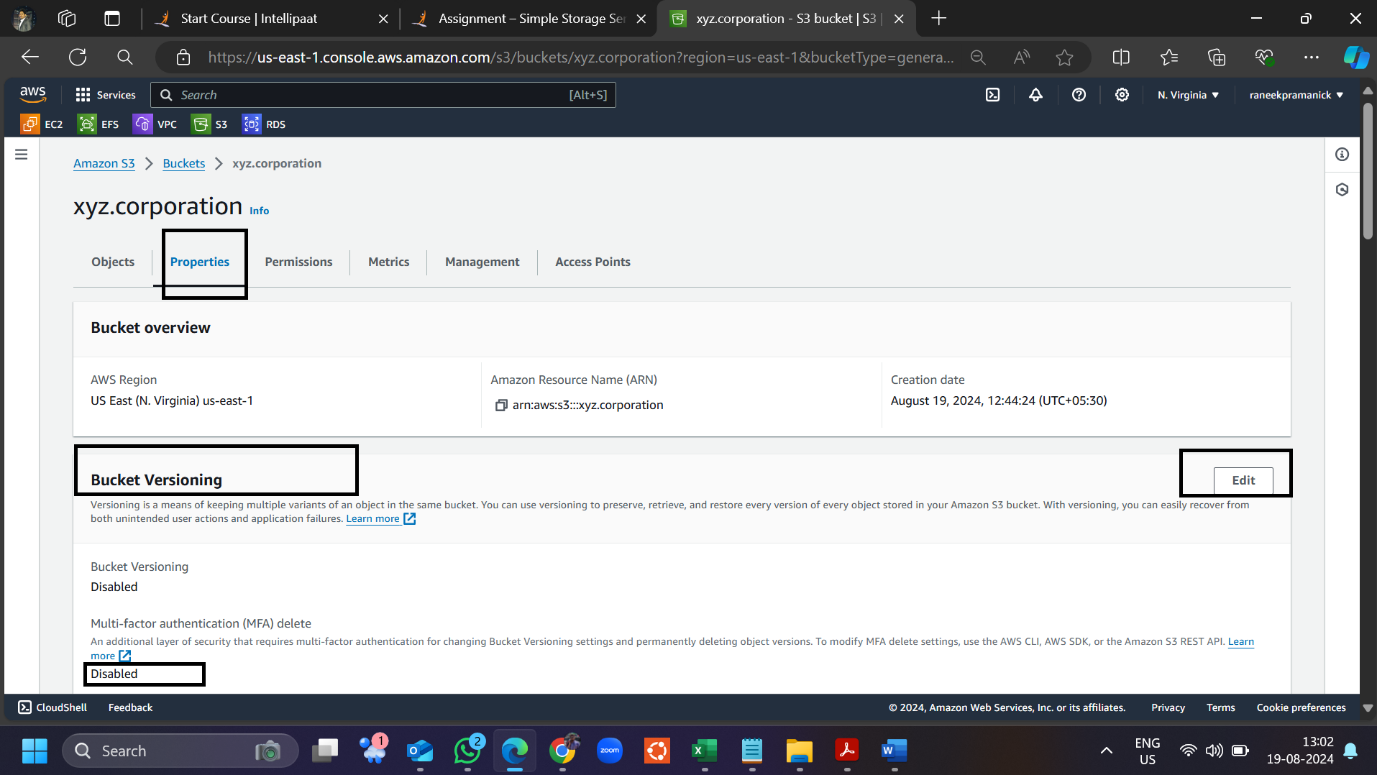 Start Course | Intellipaat
Assignment – Simple Storage Ser
xyz.corporation - S3 bucket | S3 |
https://us-east-1.console.aws.amazon.com/s3/buckets/xyz.corporation?region=us-east-1&bucketType=genera...
aws
Services
Search
[Alt+S]
N. Virginia
raneekpramanick
EC2
EFS
VPC
S3
RDS
Amazon S3 > Buckets > xyz.corporation
xyz.corporation Info
Objects
Properties
Permissions
Metrics
Management
Access Points
Bucket overview
AWS Region
US East (N. Virginia) us-east-1
Amazon Resource Name (ARN)
arn:aws:s3:::xyz.corporation
Creation date
August 19, 2024, 12:44:24 (UTC+05:30)
Bucket Versioning
Edit
Versioning is a means of keeping multiple variants of an object in the same bucket. You can use versioning to preserve, retrieve, and restore every version of every object stored in your Amazon S3 bucket. With versioning, you can easily recover from
both unintended user actions and application failures. Learn more
Bucket Versioning
Disabled
Multi-factor authentication (MFA) delete
An additional layer of security that requires multi-factor authentication for changing Bucket Versioning settings and permanently deleting object versions. To modify MFA delete settings, use the AWS CLI, AWS SDK, or the Amazon S3 REST API. Learn
more
Disabled
CloudShell
Feedback
© 2024, Amazon Web Services, Inc. or its affiliates.
Privacy
Terms
Cookie preferences
Search
1
2
zoom
ENG
US
13:02
19-08-2024